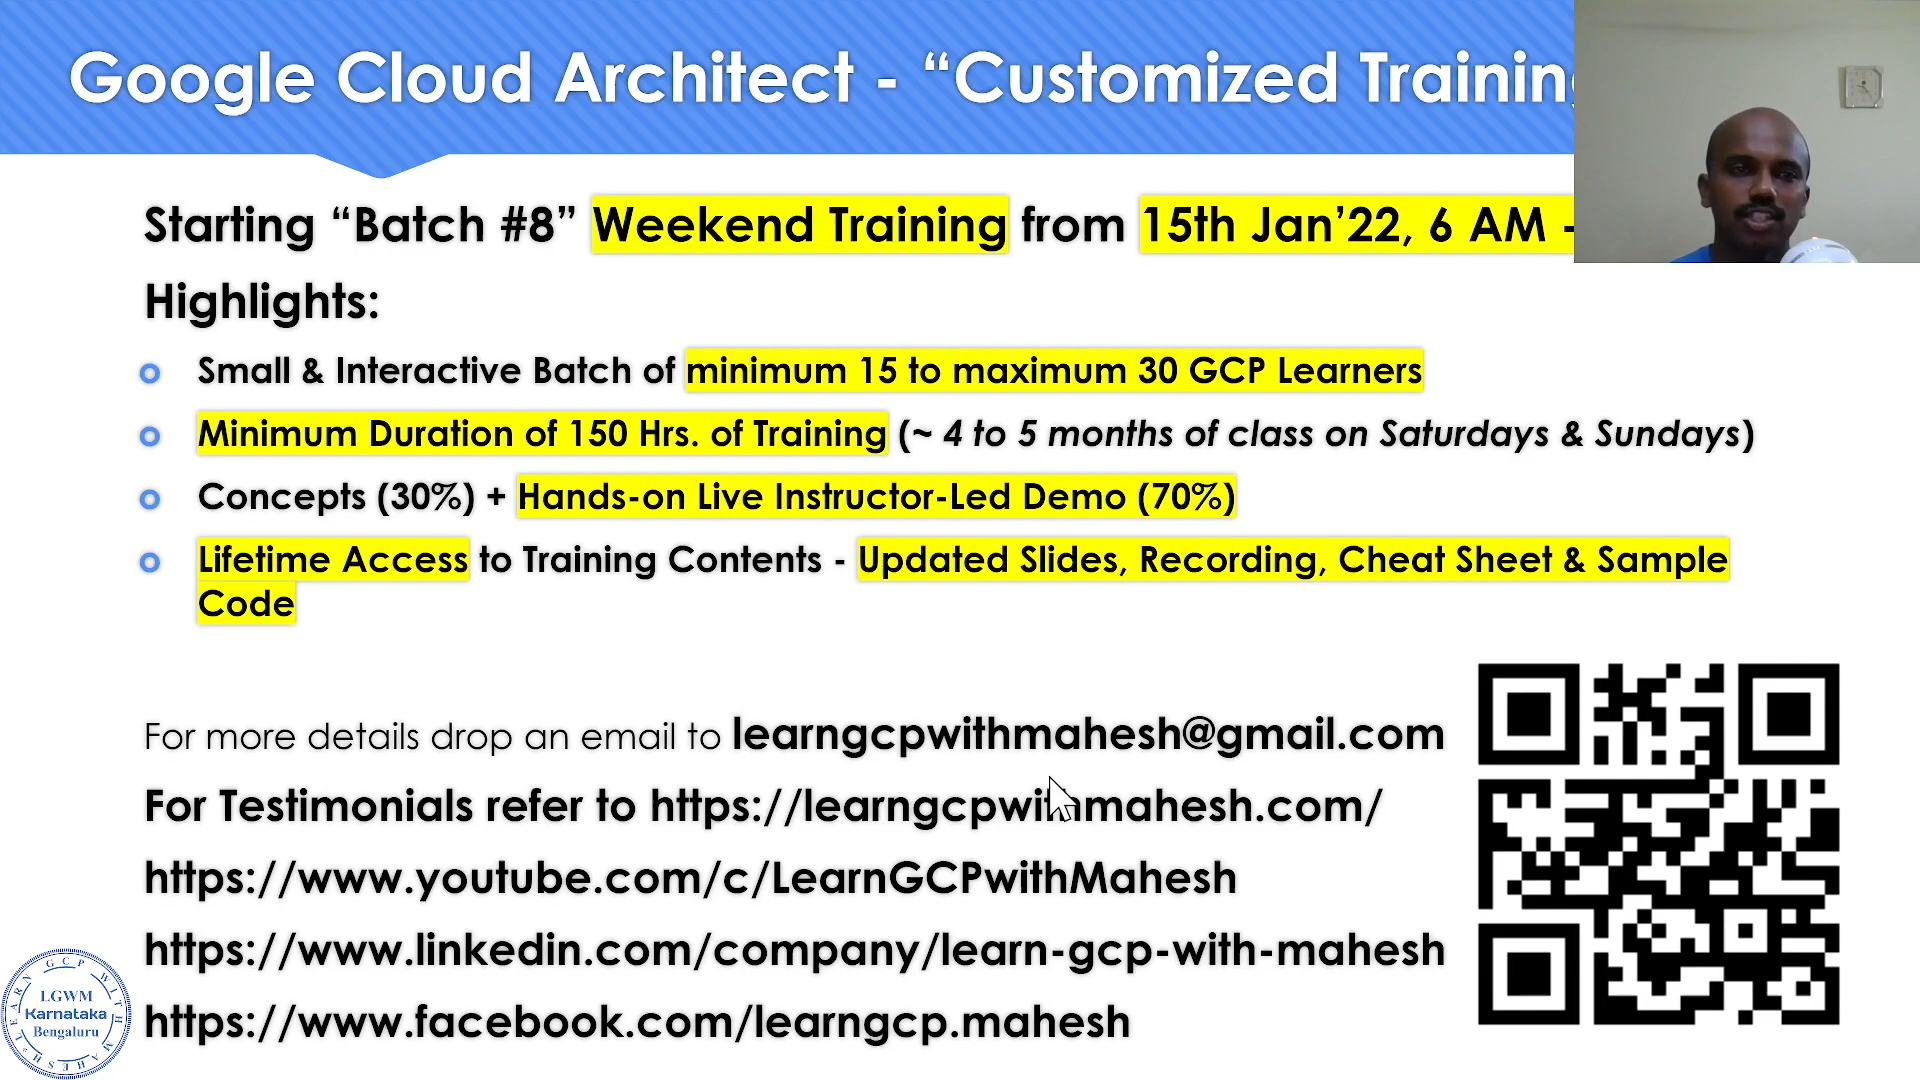 Google Cloud Architect - “Customized
Starting “Batch #8” Weekend Training from 15th Jan’22, 6 AM -
Highlights:
Small & Interactive Batch of minimum 15 to maximum 30 GCP Learners
Minimum Duration of 150 Hrs. of Training (~ 4 to 5 months of class on Saturdays & Sundays)
Concepts (30%) + Hands-on Live Instructor-Led Demo (70%)
Lifetime Access to Training Contents - Updated Slides, Recording, Cheat Sheet & Sample
Code
For more details drop an email to learngcpwithmahesh@gmail.com
For Testimonials refer to https://learngcpwithmahesh.com/
https://www.youtube.com/c/LearnGCPwithMahesh
https://www.linkedin.com/company/learn-gcp-with-mahesh
https://www.facebook.com/learngcp.mahesh
LEARN GCP WITH MAHESH
LGWM
Karnataka
Bengaluru